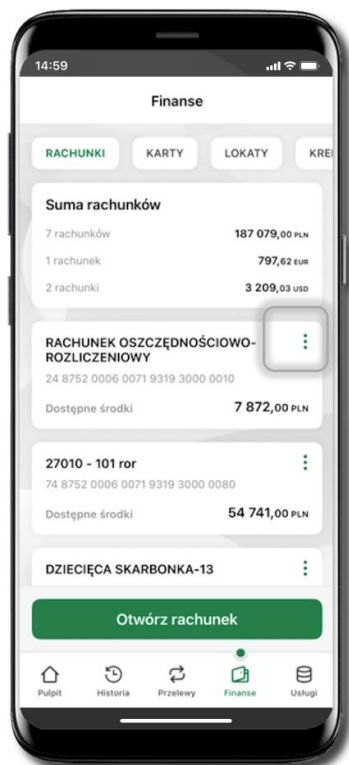 14:59
Finanse
RACHUNKI KARTY LOKATY KRE
Suma rachunków
7 rachunków 187 079,00 PLN
1 rachunek 797,62 EUR
2 rachunki 3 209,03 USD
RACHUNEK OSZCZĘDNOŚCIOWO-
ROZLICZENIOWY
24 8752 0006 0071 9319 3000 0010
Dostępne środki 7 872,00 PLN
27010 - 101 ror
74 8752 0006 0071 9319 3000 0080
Dostępne środki 54 741,00 PLN
DZIECIĘCA SKARBONKA-13
Otwórz rachunek
Pulpit Historia Przelewy Finanse Usługi